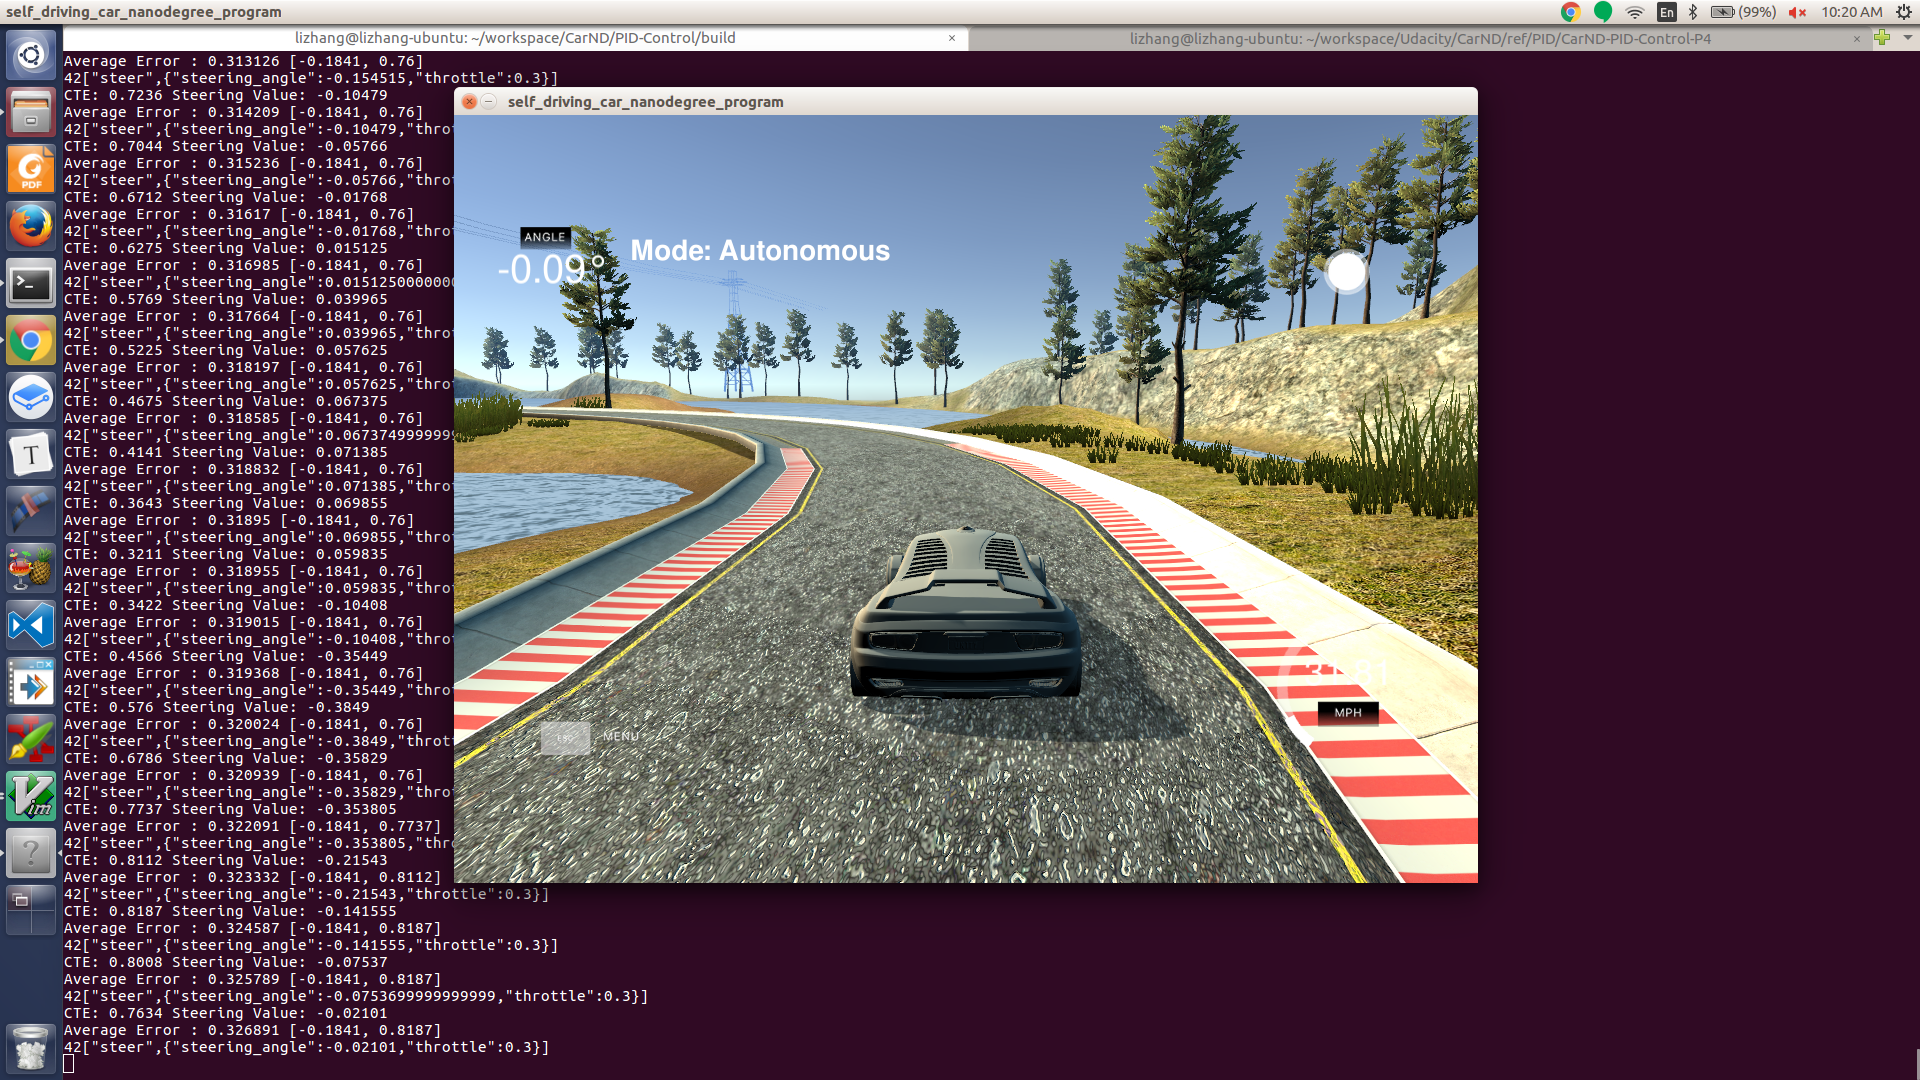 self_driving_car_nanodegree_program
En
(99%)
10:20 AM
lizhang@lizhang-ubuntu: ~/workspace/CarND/PID-Control/build
lizhang@lizhang-ubuntu: ~/workspace/Udacity/CarND/ref/PID/CarND-PID-Control-P4
Average Error : 0.313126 [-0.1841, 0.76]
42["steer",{"steering_angle":-0.154515,"throttle":0.3}]
CTE: 0.7236 Steering Value: -0.10479
Average Error : 0.314209 [-0.1841, 0.76]
42["steer",{"steering_angle":-0.10479,"throt
CTE: 0.7044 Steering Value: -0.05766
Average Error : 0.315236 [-0.1841, 0.76]
42["steer",{"steering_angle":-0.05766,"throt
CTE: 0.6712 Steering Value: -0.01768
Average Error : 0.31617 [-0.1841, 0.76]
42["steer",{"steering_angle":-0.01768,"throt
CTE: 0.6275 Steering Value: 0.015125
Average Error : 0.316985 [-0.1841, 0.76]
42["steer",{"steering_angle":0.0151250000000
CTE: 0.5769 Steering Value: 0.039965
Average Error : 0.317664 [-0.1841, 0.76]
42["steer",{"steering_angle":0.039965,"throt
CTE: 0.5225 Steering Value: 0.057625
Average Error : 0.318197 [-0.1841, 0.76]
42["steer",{"steering_angle":0.057625,"throt
CTE: 0.4675 Steering Value: 0.067375
Average Error : 0.318585 [-0.1841, 0.76]
42["steer",{"steering_angle":0.0673749999999
CTE: 0.4141 Steering Value: 0.071385
Average Error : 0.318832 [-0.1841, 0.76]
42["steer",{"steering_angle":0.071385,"throt
CTE: 0.3643 Steering Value: 0.069855
Average Error : 0.31895 [-0.1841, 0.76]
42["steer",{"steering_angle":0.069855,"throt
CTE: 0.3211 Steering Value: 0.059835
Average Error : 0.318955 [-0.1841, 0.76]
42["steer",{"steering_angle":0.059835,"throt
CTE: 0.3422 Steering Value: -0.10408
Average Error : 0.319015 [-0.1841, 0.76]
42["steer",{"steering_angle":-0.10408,"throt
CTE: 0.4566 Steering Value: -0.35449
Average Error : 0.319368 [-0.1841, 0.76]
42["steer",{"steering_angle":-0.35449,"throt
CTE: 0.576 Steering Value: -0.3849
Average Error : 0.320024 [-0.1841, 0.76]
42["steer",{"steering_angle":-0.3849,"thrott
CTE: 0.6786 Steering Value: -0.35829
Average Error : 0.320939 [-0.1841, 0.76]
42["steer",{"steering_angle":-0.35829,"throt
CTE: 0.7737 Steering Value: -0.353805
Average Error : 0.322091 [-0.1841, 0.7737]
42["steer",{"steering_angle":-0.353805,"thro
CTE: 0.8112 Steering Value: -0.21543
Average Error : 0.323332 [-0.1841, 0.8112]
42["steer",{"steering_angle":-0.21543,"throttle":0.3}]
CTE: 0.8187 Steering Value: -0.141555
Average Error : 0.324587 [-0.1841, 0.8187]
42["steer",{"steering_angle":-0.141555,"throttle":0.3}]
CTE: 0.8008 Steering Value: -0.07537
Average Error : 0.325789 [-0.1841, 0.8187]
42["steer",{"steering_angle":-0.0753699999999999,"throttle":0.3}]
CTE: 0.7634 Steering Value: -0.02101
Average Error : 0.326891 [-0.1841, 0.8187]
42["steer",{"steering_angle":-0.02101,"throttle":0.3}]
self_driving_car_nanodegree_program
ANGLE
-0.09°
Mode: Autonomous
31.81
MPH
ESC
MENU
PDF
T
Vim
?